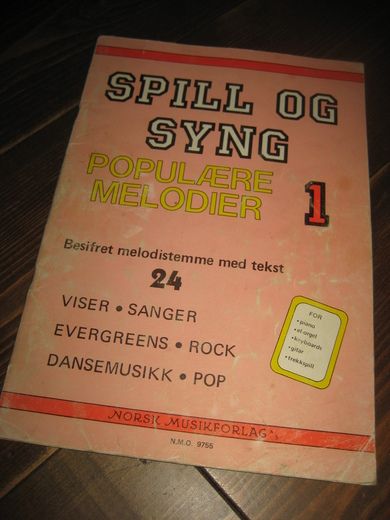 SPILL OG
SYNG
POPULÆRE
MELODIER
1
Besifret melodistemme med tekst
24
VISER • SANGER
EVERGREENS • ROCK
DANSEMUSIKK • POP
FOR
• piano
• el.orgel
• keyboards
• gitar
• trekkspill
NORSK MUSIKFORLAG A/S
N.M.O. 9755